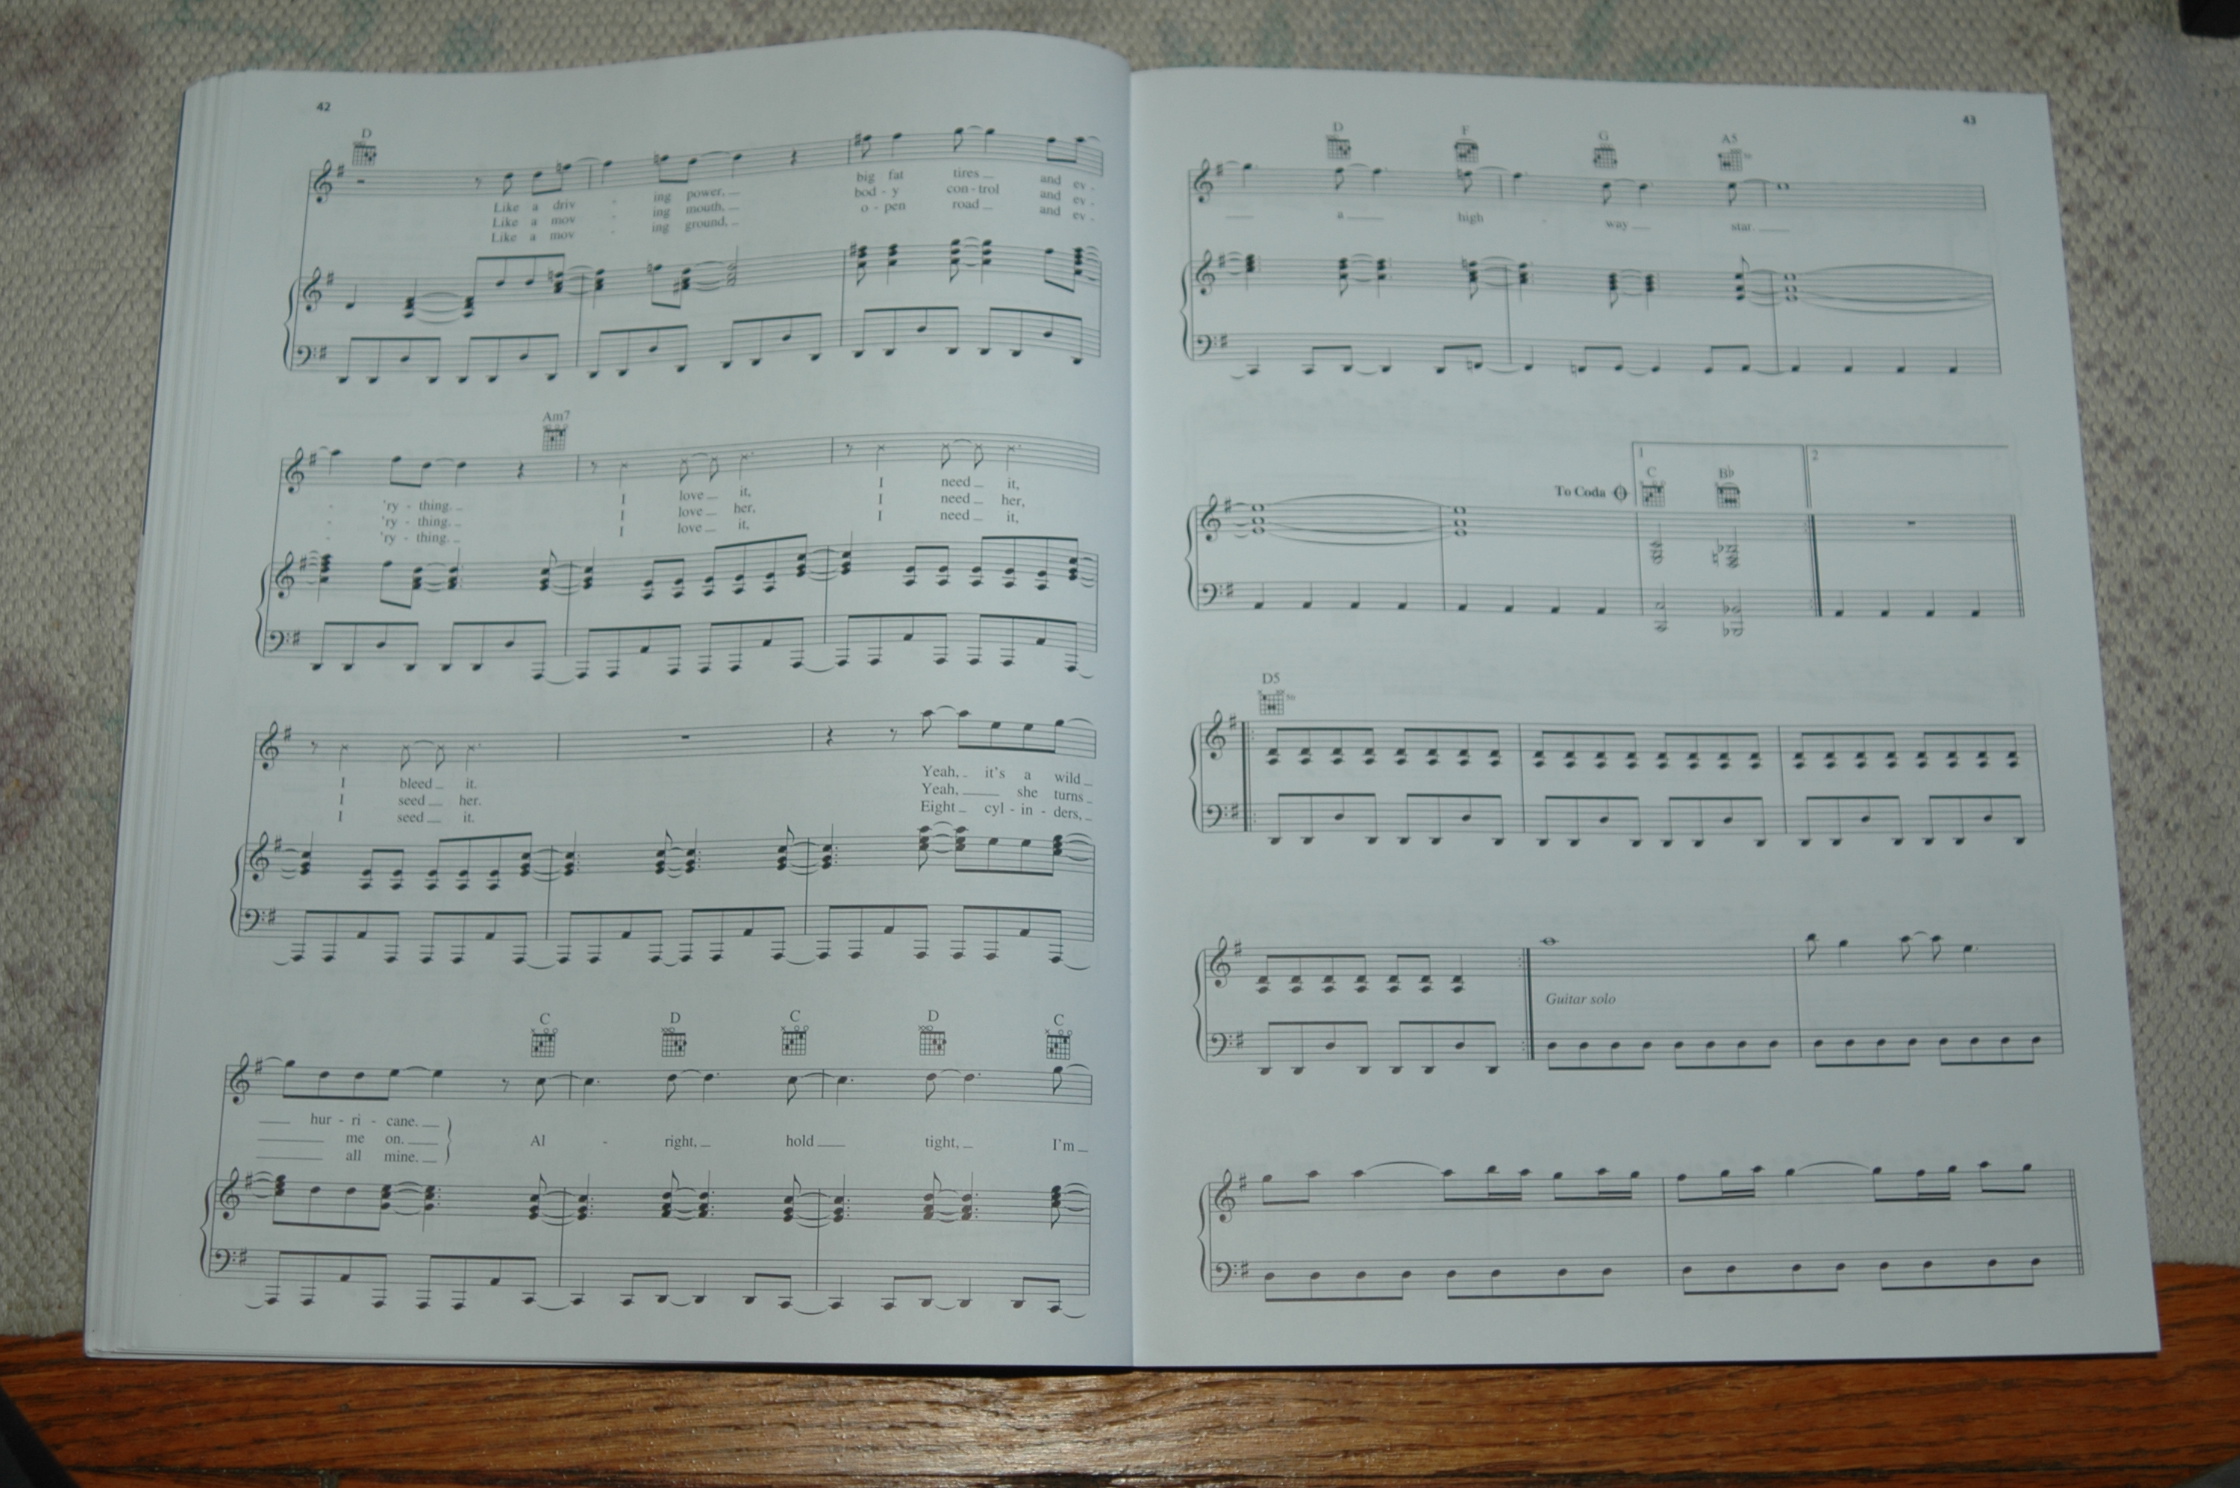 42
D
Like a driv - ing power, big fat tires and ev -
Like a mov - ing mouth, bod - y con - trol and ev -
Like a mov - ing ground, o - pen road and ev -
Am7
- 'ry - thing. I love it, I need it,
- 'ry - thing. I love her, I need her,
- 'ry - thing. I love it, I need it,
I bleed it. Yeah, it's a wild
I seed her. Yeah, she turns
I seed it. Eight cyl - in - ders,
C D C D C
hur - ri - cane. Al - right, hold tight, I'm
me on.
all mine.
43
D F G A5
5fr
a high - way star.
To Coda
1
2
C B♭
D5
5fr
Guitar solo